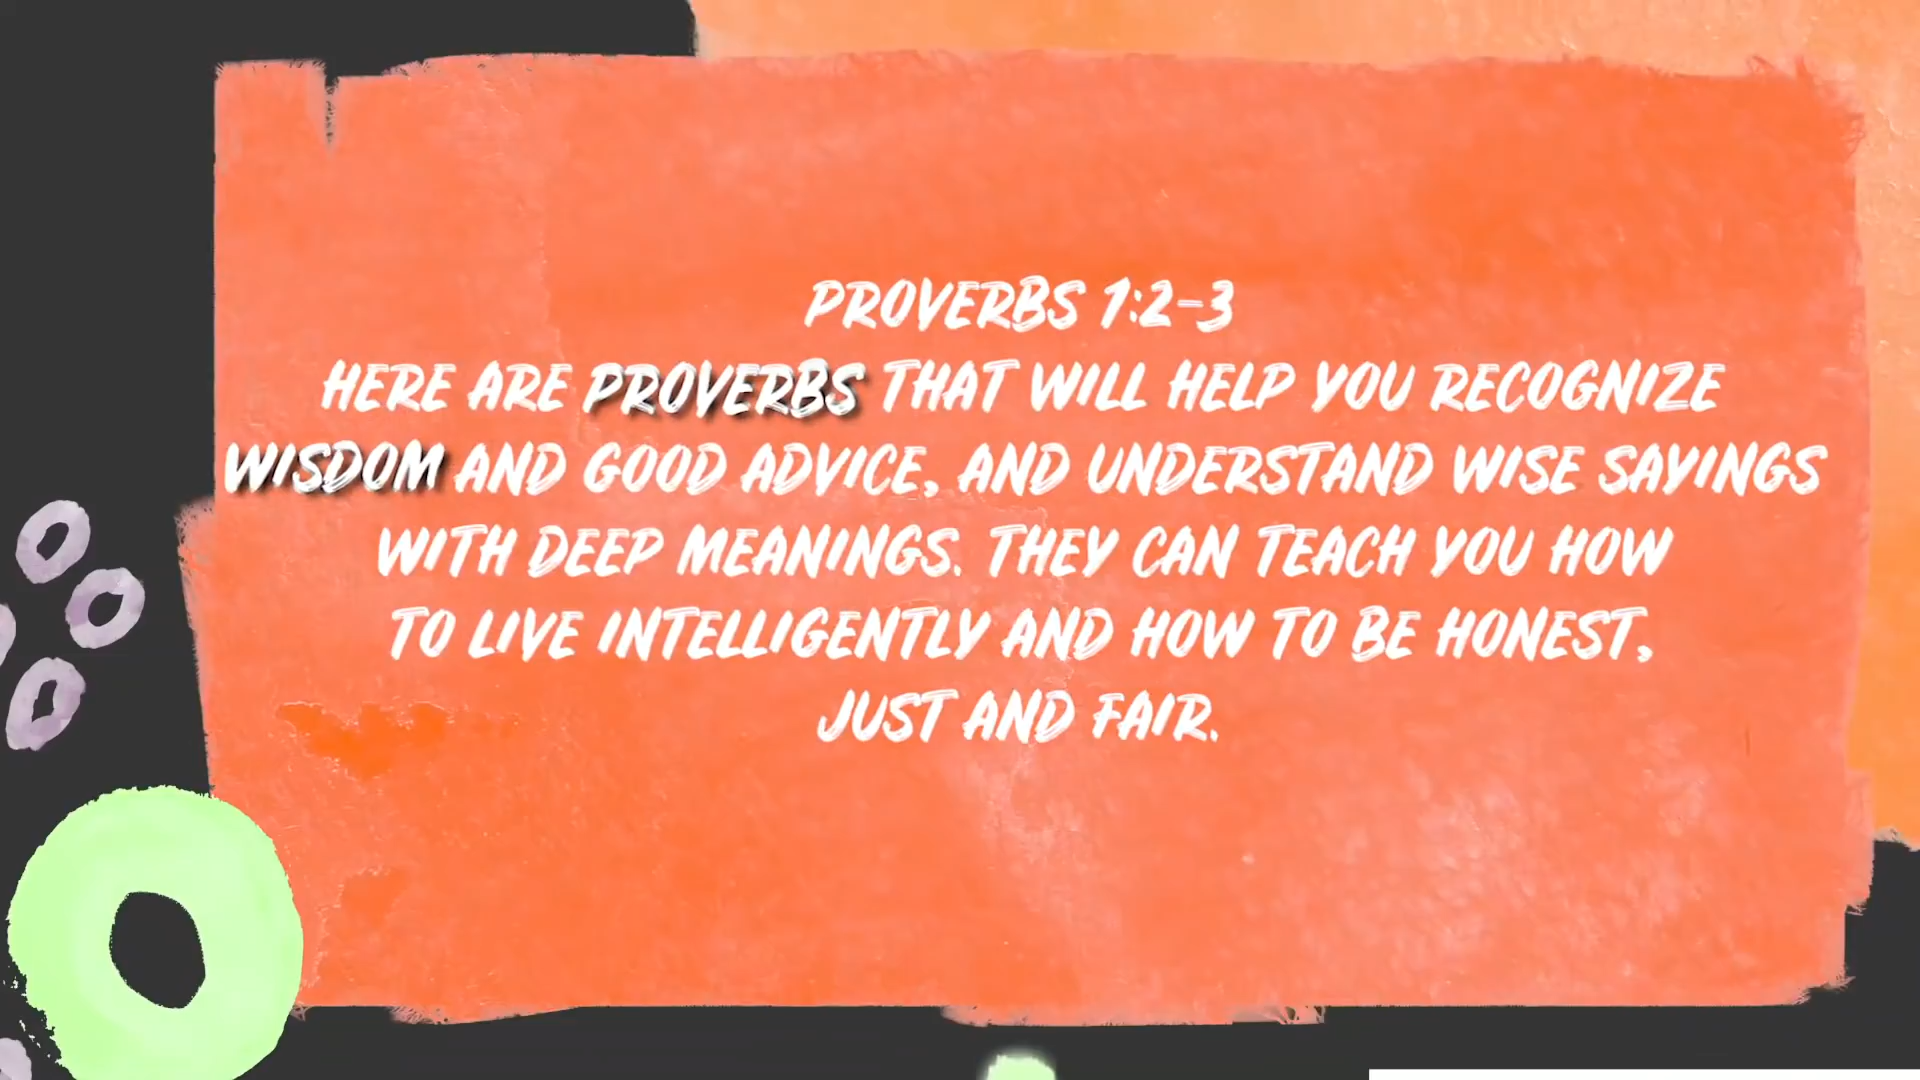 PROVERBS 1:2-3
HERE ARE PROVERBS THAT WILL HELP YOU RECOGNIZE
WISDOM AND GOOD ADVICE, AND UNDERSTAND WISE SAYINGS
WITH DEEP MEANINGS. THEY CAN TEACH YOU HOW
TO LIVE INTELLIGENTLY AND HOW TO BE HONEST,
JUST AND FAIR.